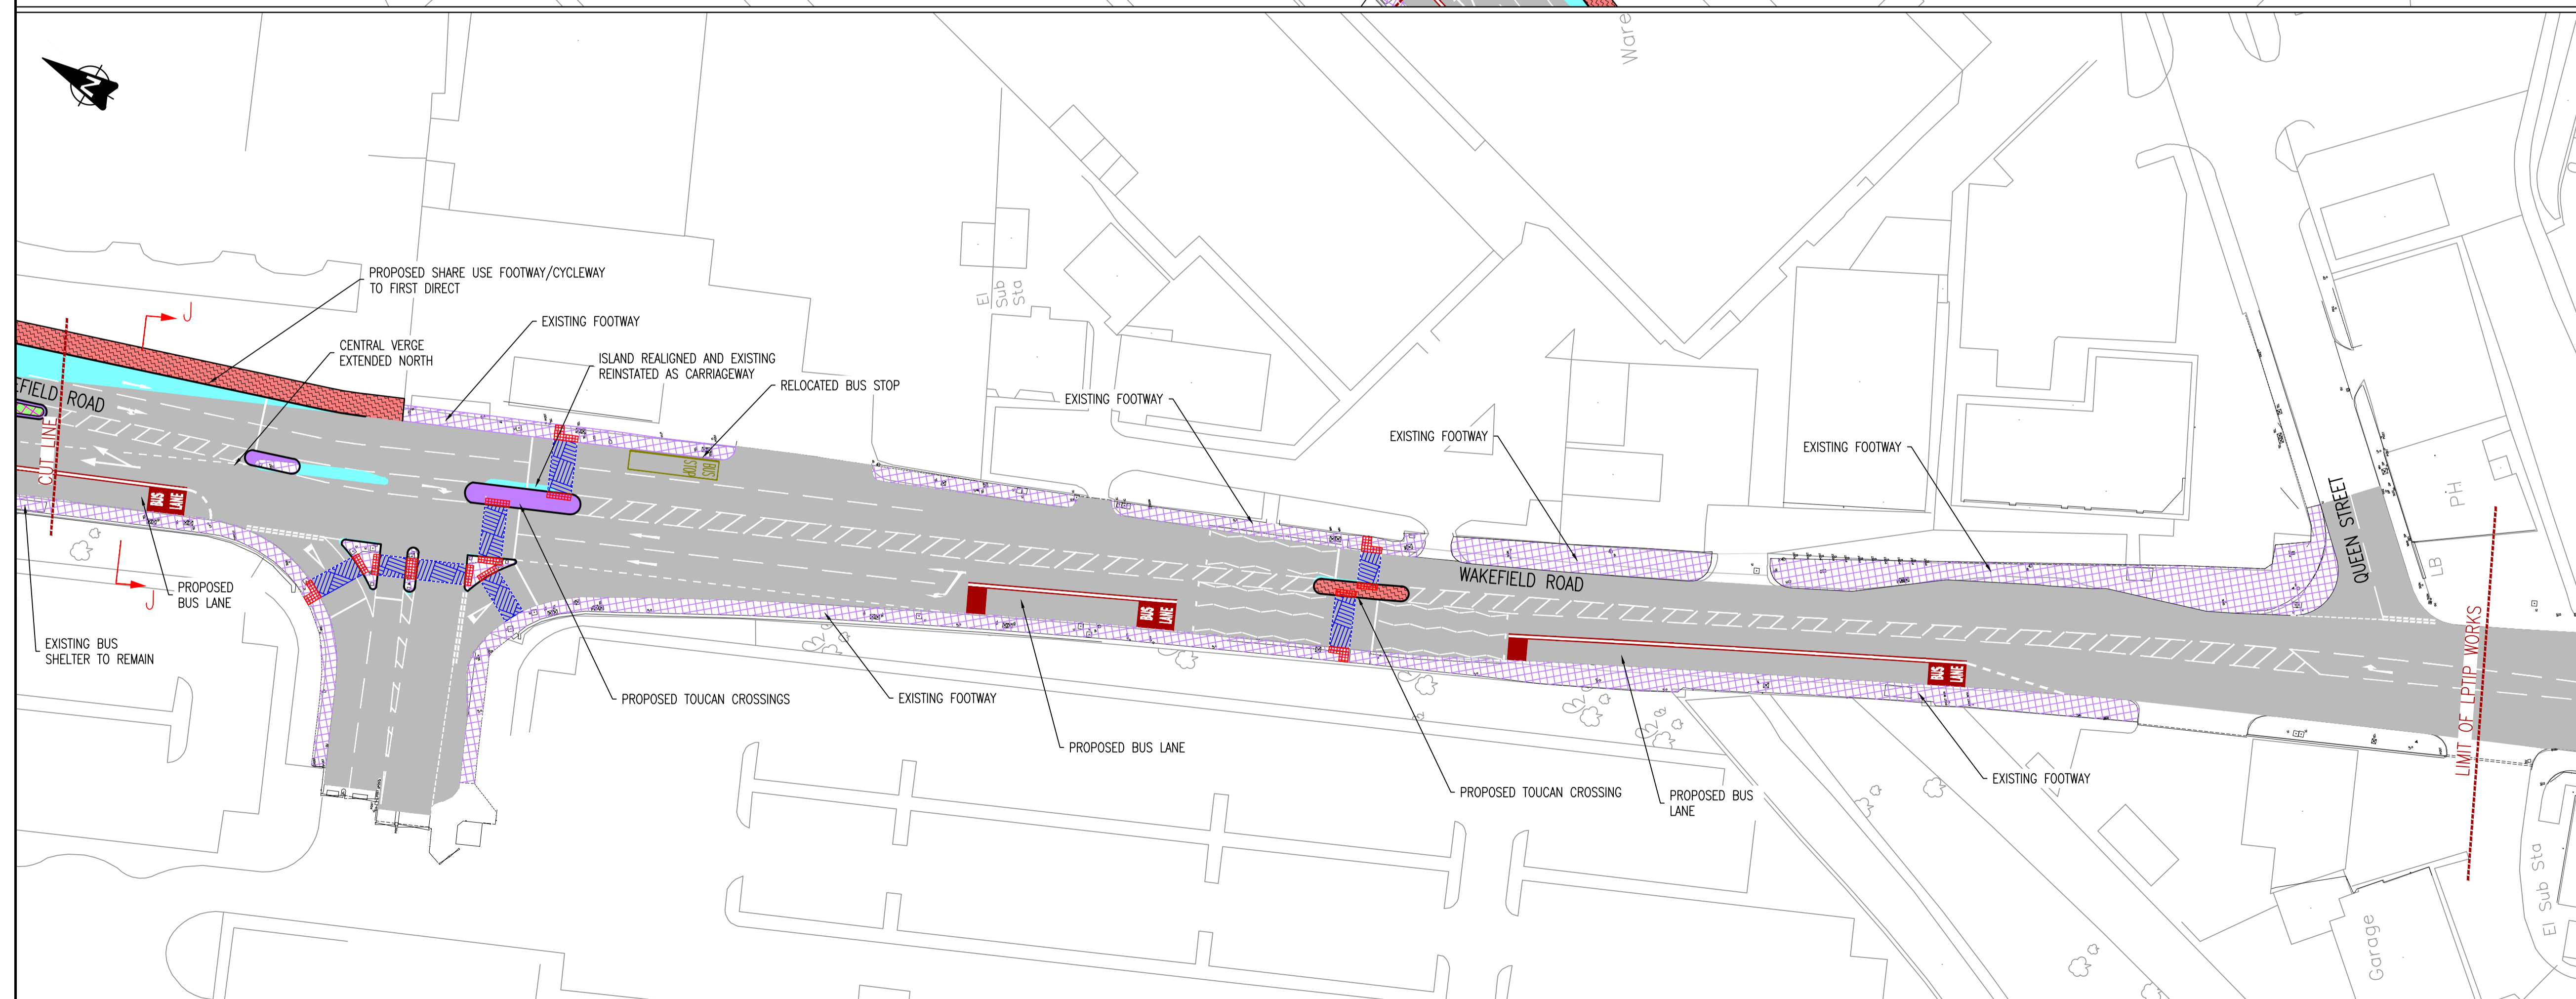 N
Ware
PROPOSED SHARE USE FOOTWAY/CYCLEWAY
TO FIRST DIRECT
J
EXISTING FOOTWAY
CENTRAL VERGE
EXTENDED NORTH
ISLAND REALIGNED AND EXISTING
REINSTATED AS CARRIAGEWAY
RELOCATED BUS STOP
El
Sub
Sta
EXISTING FOOTWAY
EXISTING FOOTWAY
EXISTING FOOTWAY
EFIELD ROAD
CUT LINE
BUS
STOP
BUS
LANE
QUEEN STREET
PH
LB
WAKEFIELD ROAD
J
PROPOSED
BUS LANE
EXISTING BUS
SHELTER TO REMAIN
BUS
LANE
BUS
LANE
PROPOSED TOUCAN CROSSINGS
EXISTING FOOTWAY
PROPOSED BUS LANE
PROPOSED TOUCAN CROSSING
PROPOSED BUS
LANE
EXISTING FOOTWAY
LIMIT OF LPTIP WORKS
Garage
El Sub Sta